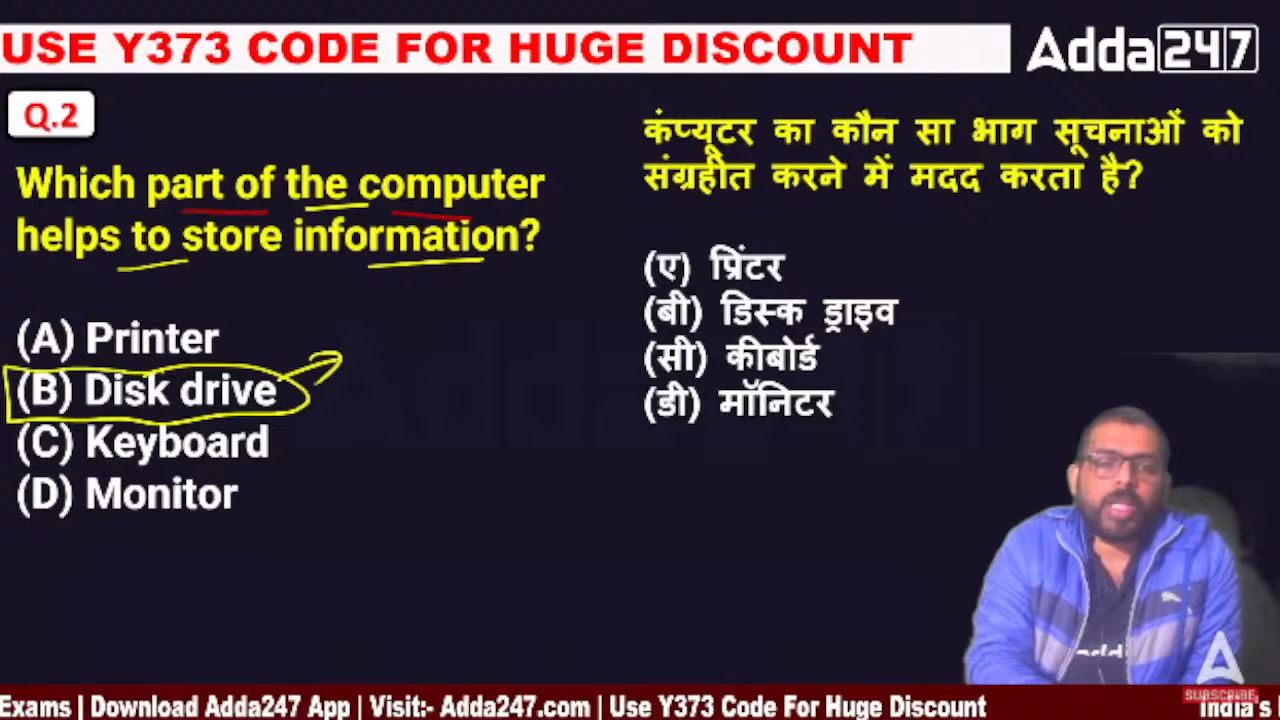 USE Y373 CODE FOR HUGE DISCOUNT
Adda247
Q.2
Which part of the computer
helps to store information?
(A) Printer
(B) Disk drive
(C) Keyboard
(D) Monitor
कंप्यूटर का कौन सा भाग सूचनाओं को
संग्रहीत करने में मदद करता है?
(ए) प्रिंटर
(बी) डिस्क ड्राइव
(सी) कीबोर्ड
(डी) मॉनिटर
SUBSCRIBE
Exams | Download Adda247 App | Visit:- Adda247.com | Use Y373 Code For Huge Discount
India's